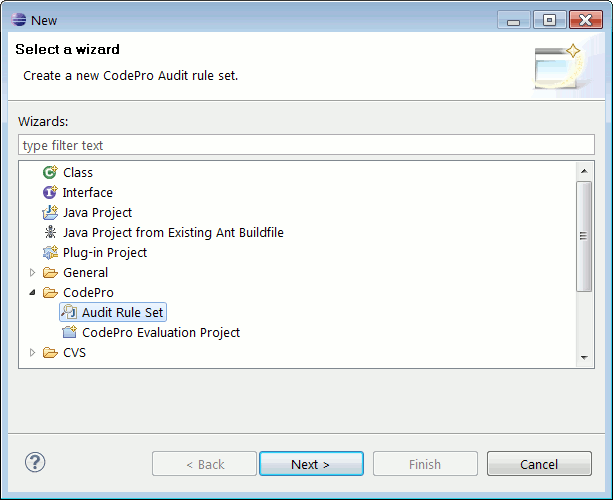 New
Select a wizard
Create a new CodePro Audit rule set.
Wizards:
type filter text
Class
Interface
Java Project
Java Project from Existing Ant Buildfile
Plug-in Project
General
CodePro
Audit Rule Set
CodePro Evaluation Project
CVS
< Back Next > Finish Cancel